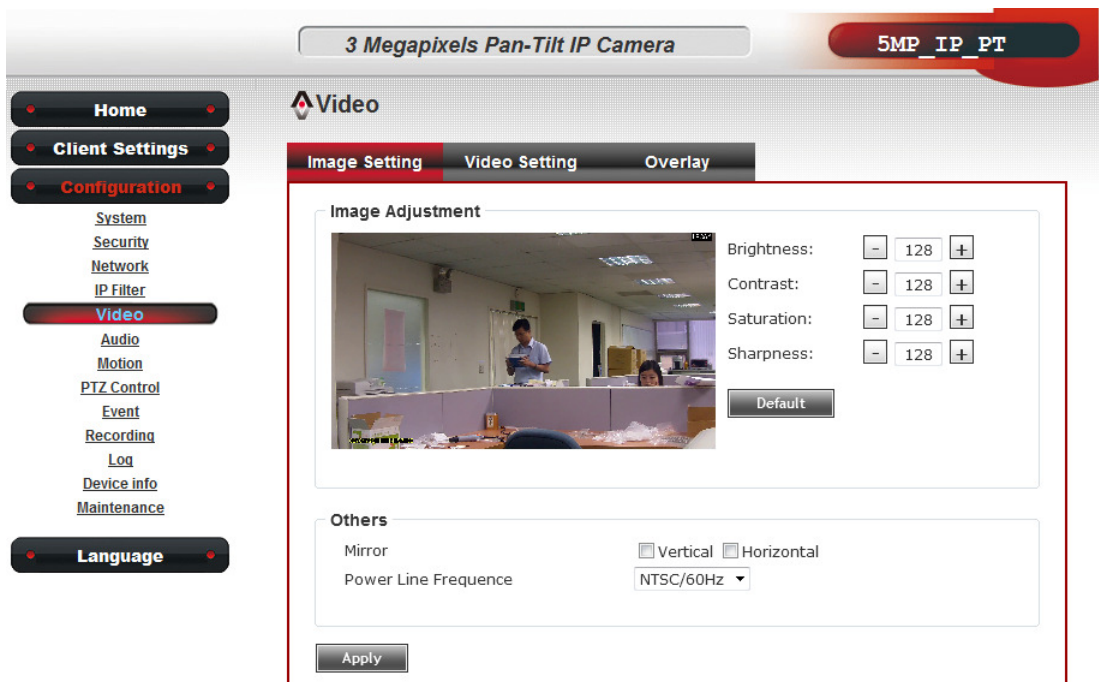 3 Megapixels Pan-Tilt IP Camera
5MP_IP_PT
Home
Client Settings
Configuration
System
Security
Network
IP Filter
Video
Audio
Motion
PTZ Control
Event
Recording
Log
Device info
Maintenance
Language
Video
Image Setting Video Setting Overlay
Image Adjustment
Brightness: - 128 +
Contrast: - 128 +
Saturation: - 128 +
Sharpness: - 128 +
Default
Others
Mirror Vertical Horizontal
Power Line Frequence NTSC/60Hz
Apply